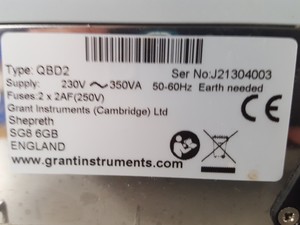 Type: QBD2 Ser No:J21304003
Supply: 230V ~ 350VA 50-60Hz Earth needed
Fuses:2 x 2AF(250V)
Grant Instruments (Cambridge) Ltd
Shepreth
SG8 6GB
ENGLAND
www.grantinstruments.com
CE